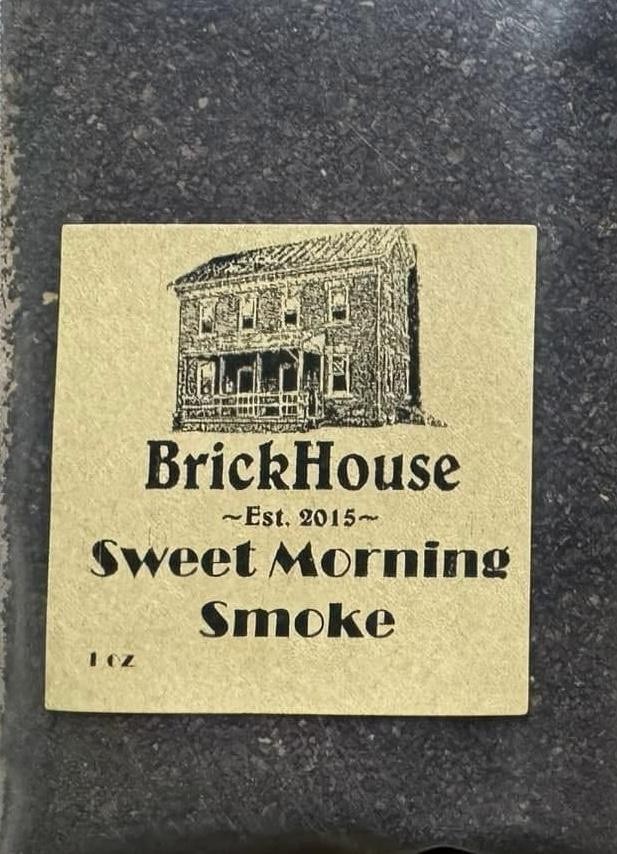 BrickHouse
~Est. 2015~
Sweet Morning
Smoke
1 oz